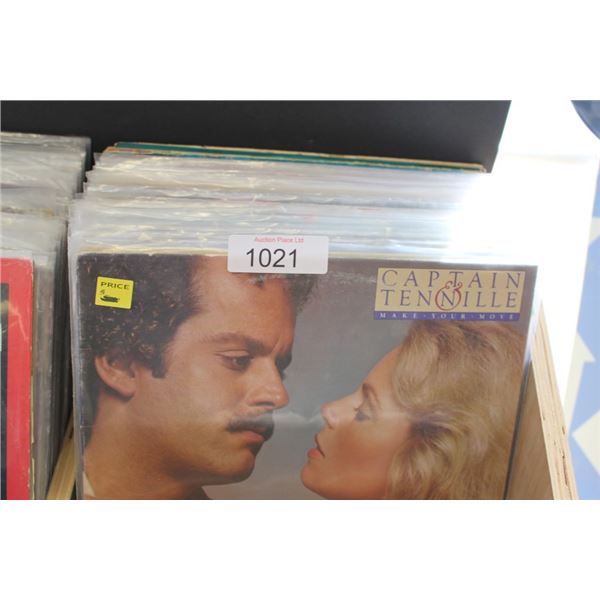 Auction Place Ltd
1021
PRICE
CAPTAIN
&
TENNILLE
MAKE · YOUR · MOVE